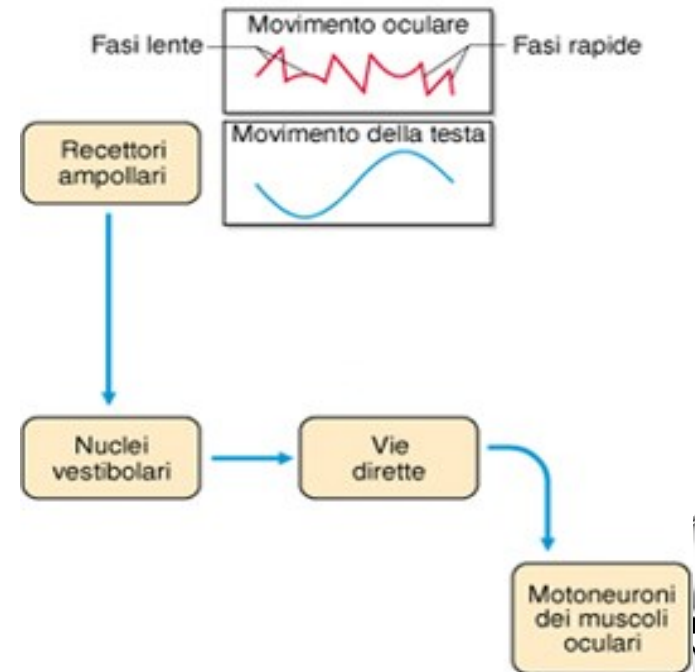 Movimento oculare
Fasi lente
Fasi rapide
Movimento della testa
Recettori
ampollari
Nuclei
vestibolari
Vie
dirette
Motoneuroni
dei muscoli
oculari